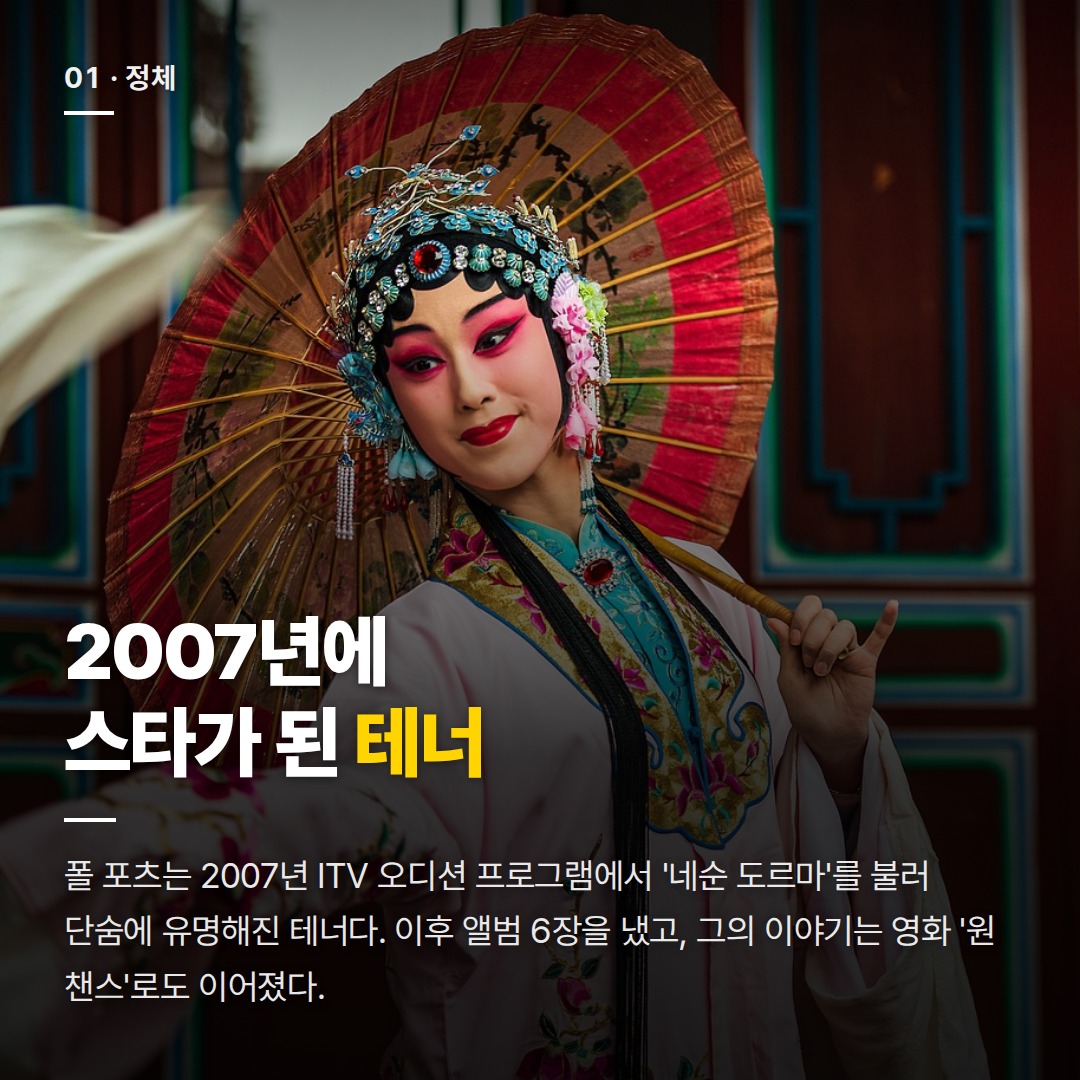 01 · 정체
2007년에
스타가 된 테너
폴 포츠는 2007년 ITV 오디션 프로그램에서 '네순 도르마'를 불러
단숨에 유명해진 테너다. 이후 앨범 6장을 냈고, 그의 이야기는 영화 '원
챈스'로도 이어졌다.